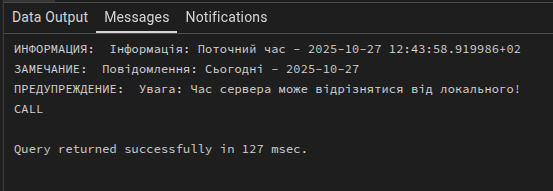 Data Output Messages Notifications
ИНФОРМАЦИЯ:  Інформація: Поточний час - 2025-10-27 12:43:58.919986+02
ЗАМЕЧАНИЕ:  Повідомлення: Сьогодні - 2025-10-27
ПРЕДУПРЕЖДЕНИЕ:  Увага: Час сервера може відрізнятися від локального!
CALL
Query returned successfully in 127 msec.